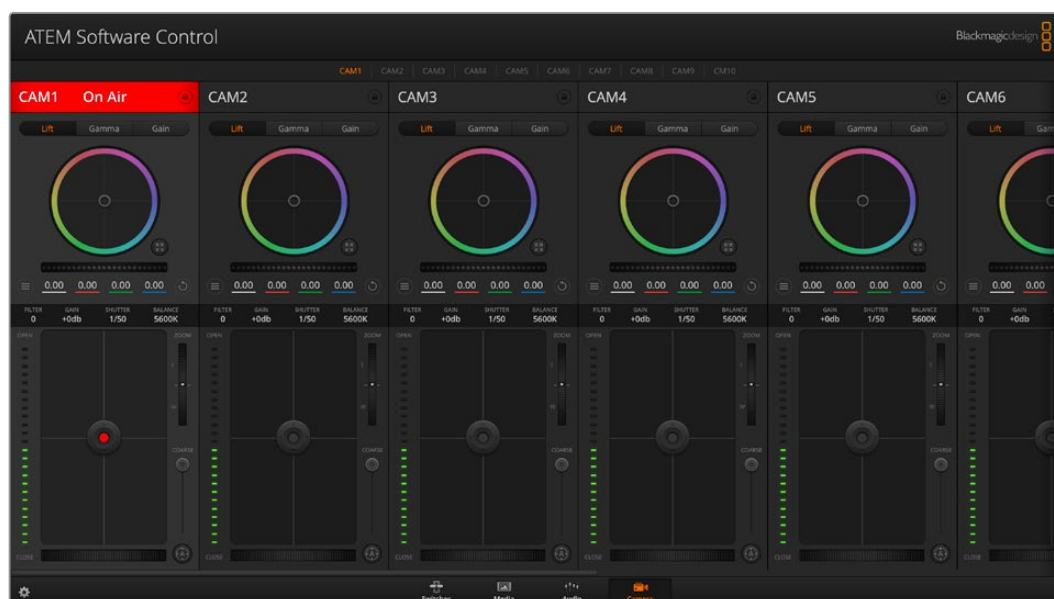 ATEM Software Control
Blackmagicdesign
CAM1 CAM2 CAM3 CAM4 CAM5 CAM6 CAM7 CAM8 CAM9 CM10
CAM1 On Air CAM2 CAM3 CAM4 CAM5 CAM6
Lift Gamma Gain Lift Gamma Gain Lift Gamma Gain Lift Gamma Gain Lift Gamma Gain Lift Gam
0.00 0.00 0.00 0.00 0.00 0.00 0.00 0.00 0.00 0.00 0.00 0.00 0.00 0.00 0.00 0.00 0.00 0.00 0.00 0.00 0.00 0.00
FILTER GAIN SHUTTER BALANCE FILTER GAIN SHUTTER BALANCE FILTER GAIN SHUTTER BALANCE FILTER GAIN SHUTTER BALANCE FILTER GAIN SHUTTER BALANCE FILTER GAIN
0 +0db 1/50 5600K 0 +0db 1/50 5600K 0 +0db 1/50 5600K 0 +0db 1/50 5600K 0 +0db 1/50 5600K 0 +0db
OPEN ZOOM OPEN ZOOM OPEN ZOOM OPEN ZOOM OPEN ZOOM OPEN
T T T T T
W W W W W
COARSE COARSE COARSE COARSE COARSE
CLOSE CLOSE CLOSE CLOSE CLOSE CLOSE
Switcher Media Audio Camera